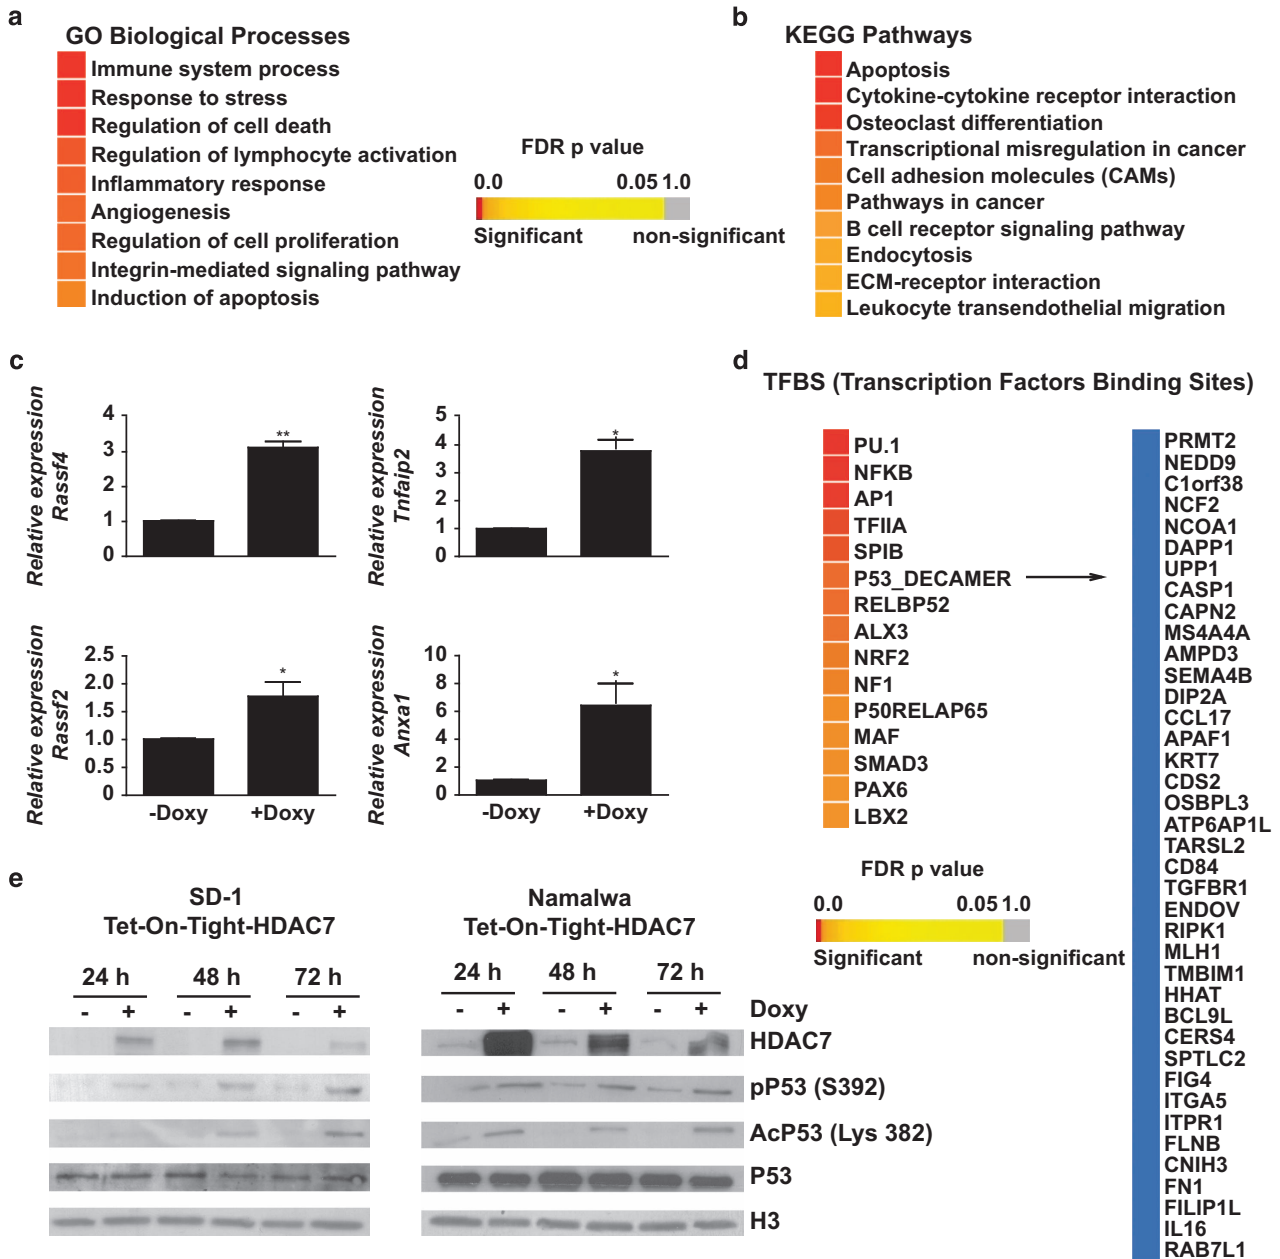 a
GO Biological Processes
Immune system process
Response to stress
Regulation of cell death
Regulation of lymphocyte activation
Inflammatory response
Angiogenesis
Regulation of cell proliferation
Integrin-mediated signaling pathway
Induction of apoptosis
FDR p value
0.0 0.05 1.0
Significant non-significant
b
KEGG Pathways
Apoptosis
Cytokine-cytokine receptor interaction
Osteoclast differentiation
Transcriptional misregulation in cancer
Cell adhesion molecules (CAMs)
Pathways in cancer
B cell receptor signaling pathway
Endocytosis
ECM-receptor interaction
Leukocyte transendothelial migration
c
Relative expression
Rassf4
4
3
2
1
0
**
Relative expression
Tnfaip2
5
4
3
2
1
0
*
Relative expression
Rassf2
2.5
2.0
1.5
1.0
0.5
0
*
-Doxy +Doxy
Relative expression
Anxa1
10
8
6
4
2
0
*
-Doxy +Doxy
d
TFBS (Transcription Factors Binding Sites)
PU.1
NFKB
AP1
TFIIA
SPIB
P53_DECAMER
RELBP52
ALX3
NRF2
NF1
P50RELAP65
MAF
SMAD3
PAX6
LBX2
FDR p value
0.0 0.05 1.0
Significant non-significant
PRMT2
NEDD9
C1orf38
NCF2
NCOA1
DAPP1
UPP1
CASP1
CAPN2
MS4A4A
AMPD3
SEMA4B
DIP2A
CCL17
APAF1
KRT7
CDS2
OSBPL3
ATP6AP1L
TARSL2
CD84
TGFBR1
ENDOV
RIPK1
MLH1
TMBIM1
HHAT
BCL9L
CERS4
SPTLC2
FIG4
ITGA5
ITPR1
FLNB
CNIH3
FN1
FILIP1L
IL16
RAB7L1
e
SD-1
Tet-On-Tight-HDAC7
24 h 48 h 72 h
- + - + - +
Namalwa
Tet-On-Tight-HDAC7
24 h 48 h 72 h
- + - + - + Doxy
HDAC7
pP53 (S392)
AcP53 (Lys 382)
P53
H3